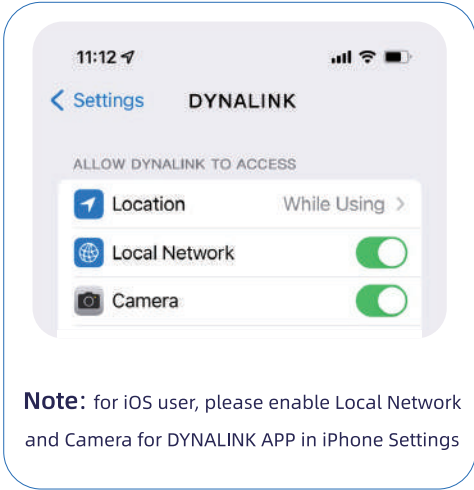 11:12
Settings DYNALINK
ALLOW DYNALINK TO ACCESS
Location While Using
Local Network
Camera
Note: for iOS user, please enable Local Network
and Camera for DYNALINK APP in iPhone Settings